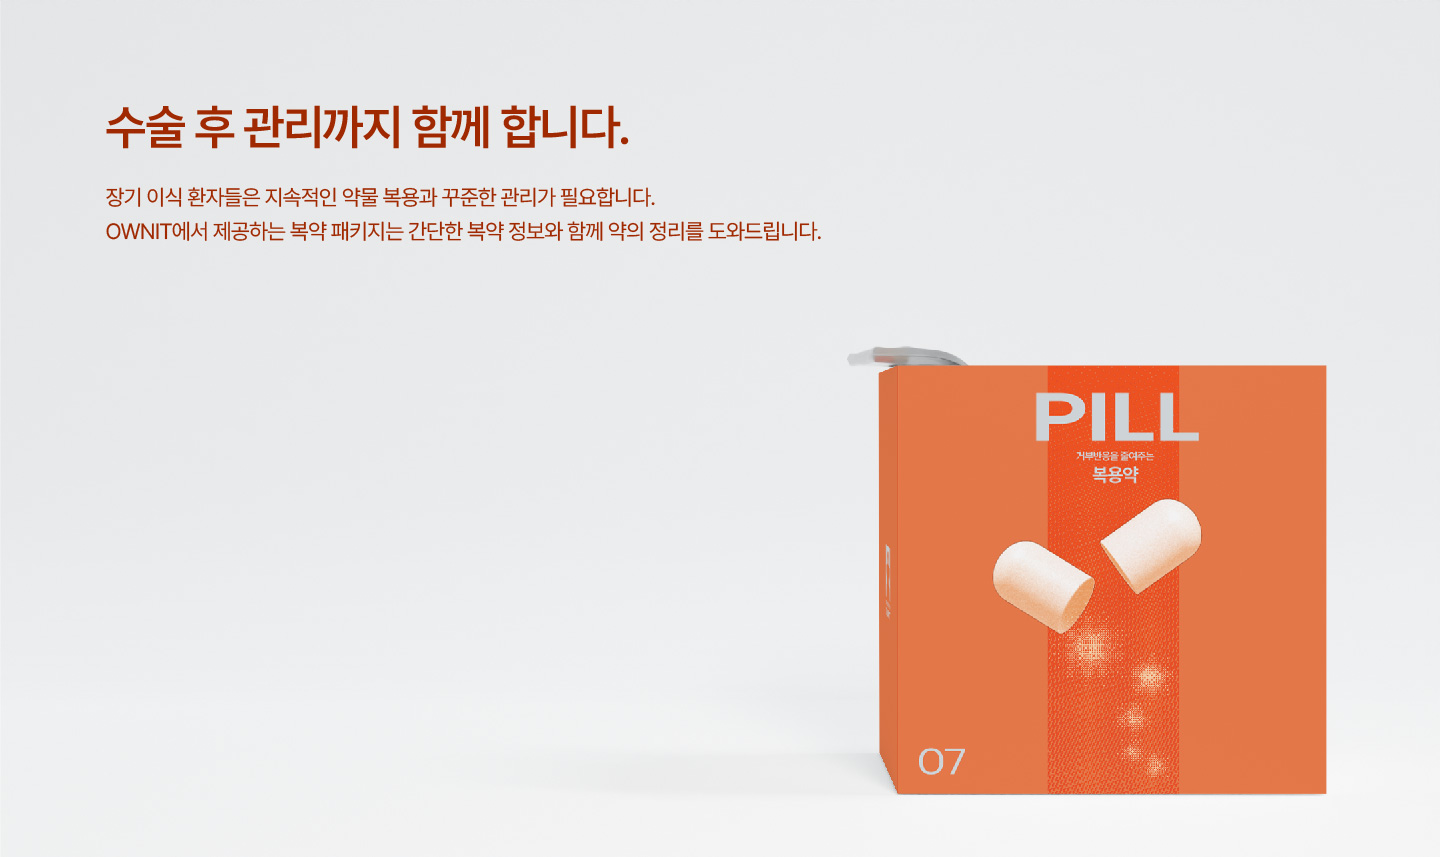 수술 후 관리까지 함께 합니다.
장기 이식 환자들은 지속적인 약물 복용과 꾸준한 관리가 필요합니다.
OWNIT에서 제공하는 복약 패키지는 간단한 복약 정보와 함께 약의 정리를 도와드립니다.
PILL
거부반응을 줄여주는
복용약
07